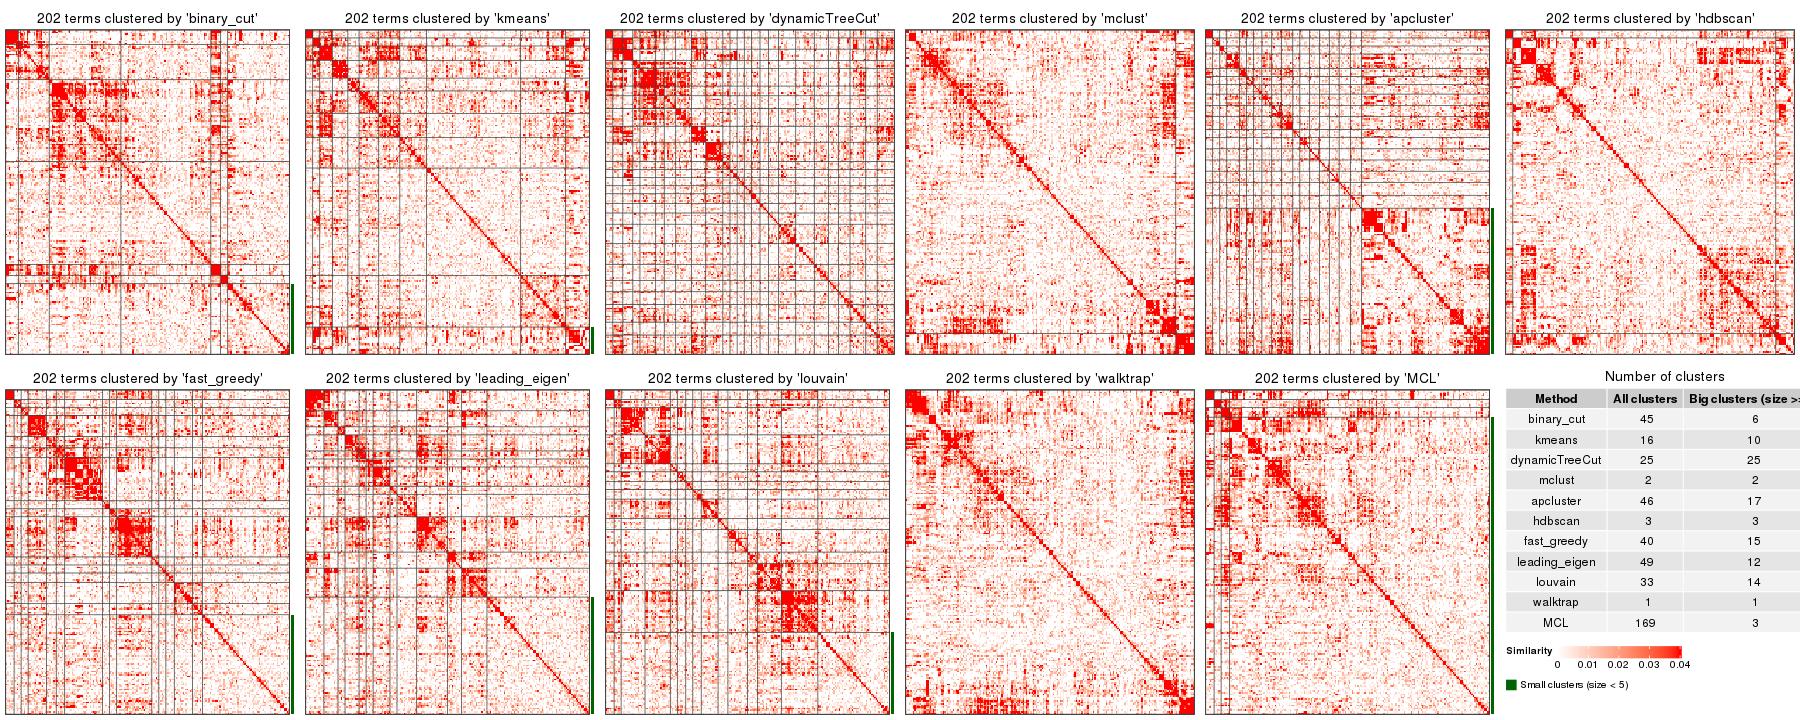 202 terms clustered by 'binary_cut'
202 terms clustered by 'kmeans'
202 terms clustered by 'dynamicTreeCut'
202 terms clustered by 'mclust'
202 terms clustered by 'apcluster'
202 terms clustered by 'hdbscan'
202 terms clustered by 'fast_greedy'
202 terms clustered by 'leading_eigen'
202 terms clustered by 'louvain'
202 terms clustered by 'walktrap'
202 terms clustered by 'MCL'
Number of clusters
Method All clusters Big clusters (size >=
binary_cut 45 6
kmeans 16 10
dynamicTreeCut 25 25
mclust 2 2
apcluster 46 17
hdbscan 3 3
fast_greedy 40 15
leading_eigen 49 12
louvain 33 14
walktrap 1 1
MCL 169 3
Similarity
0 0.01 0.02 0.03 0.04
Small clusters (size < 5)